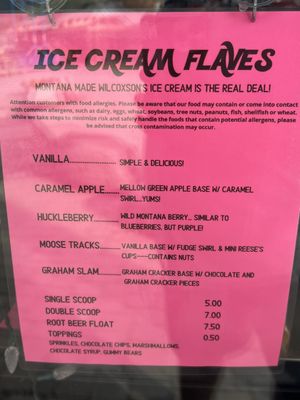 ICE CREAM FLAVES
MONTANA MADE WILCOXSON'S ICE CREAM IS THE REAL DEAL!
Attention customers with food allergies. Please be aware that our food may contain or come into contact
with common allergens, such as dairy, eggs, wheat, soybeans, tree nuts, peanuts, fish, shellfish or wheat.
While we take steps to minimize risk and safely handle the foods that contain potential allergens, please
be advised that cross contamination may occur.
VANILLA.................... SIMPLE & DELICIOUS!
CARAMEL APPLE.....MELLOW GREEN APPLE BASE W/ CARAMEL
SWIRL...YUMS!
HUCKLEBERRY..........WILD MONTANA BERRY... SIMILAR TO
BLUEBERRIES, BUT PURPLE!
MOOSE TRACKS.......VANILLA BASE W/ FUDGE SWIRL & MINI REESE'S
CUPS----CONTAINS NUTS
GRAHAM SLAM..........GRAHAM CRACKER BASE W/ CHOCOLATE AND
GRAHAM CRACKER PIECES
SINGLE SCOOP 5.00
DOUBLE SCOOP 7.00
ROOT BEER FLOAT 7.50
TOPPINGS 0.50
SPRINKLES, CHOCOLATE CHIPS, MARSHMALLOWS,
CHOCOLATE SYRUP, GUMMY BEARS